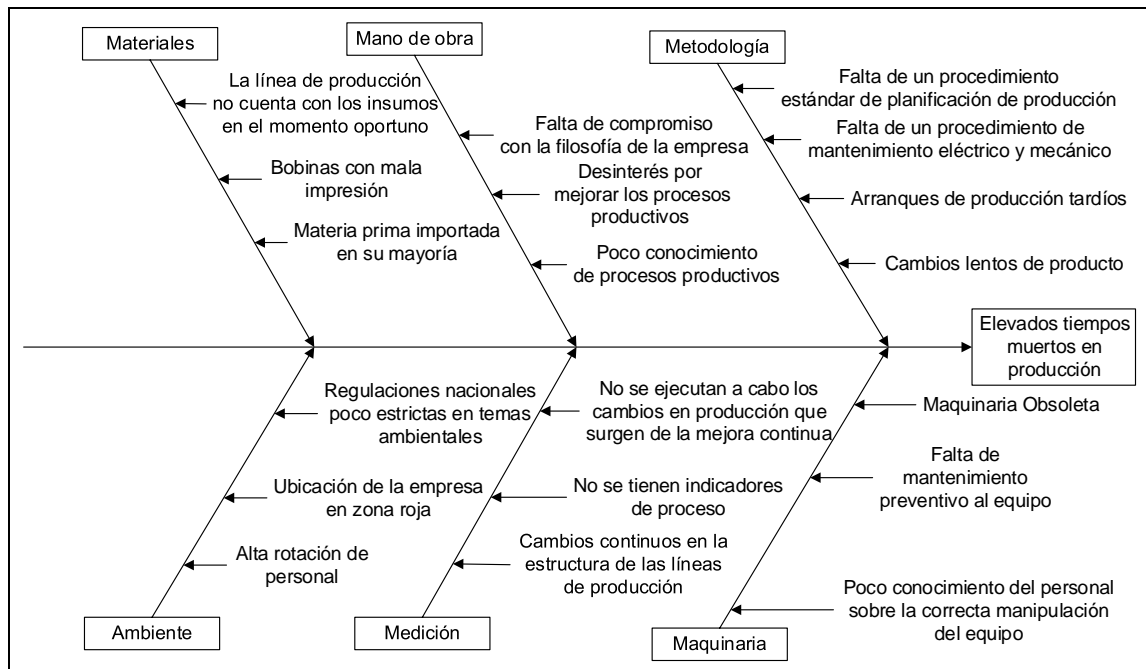 Materiales
La línea de producción
no cuenta con los insumos
en el momento oportuno
Bobinas con mala
impresión
Materia prima importada
en su mayoría
Mano de obra
Falta de compromiso
con la filosofía de la empresa
Desinterés por
mejorar los procesos
productivos
Poco conocimiento
de procesos productivos
Metodología
Falta de un procedimiento
estándar de planificación de producción
Falta de un procedimiento de
mantenimiento eléctrico y mecánico
Arranques de producción tardíos
Cambios lentos de producto
Elevados tiempos
muertos en
producción
Regulaciones nacionales
poco estrictas en temas
ambientales
Ubicación de la empresa
en zona roja
Alta rotación de
personal
Ambiente
No se ejecutan a cabo los
cambios en producción que
surgen de la mejora continua
No se tienen indicadores
de proceso
Cambios continuos en la
estructura de las líneas
de producción
Medición
Maquinaria Obsoleta
Falta de
mantenimiento
preventivo al equipo
Poco conocimiento del personal
sobre la correcta manipulación
del equipo
Maquinaria